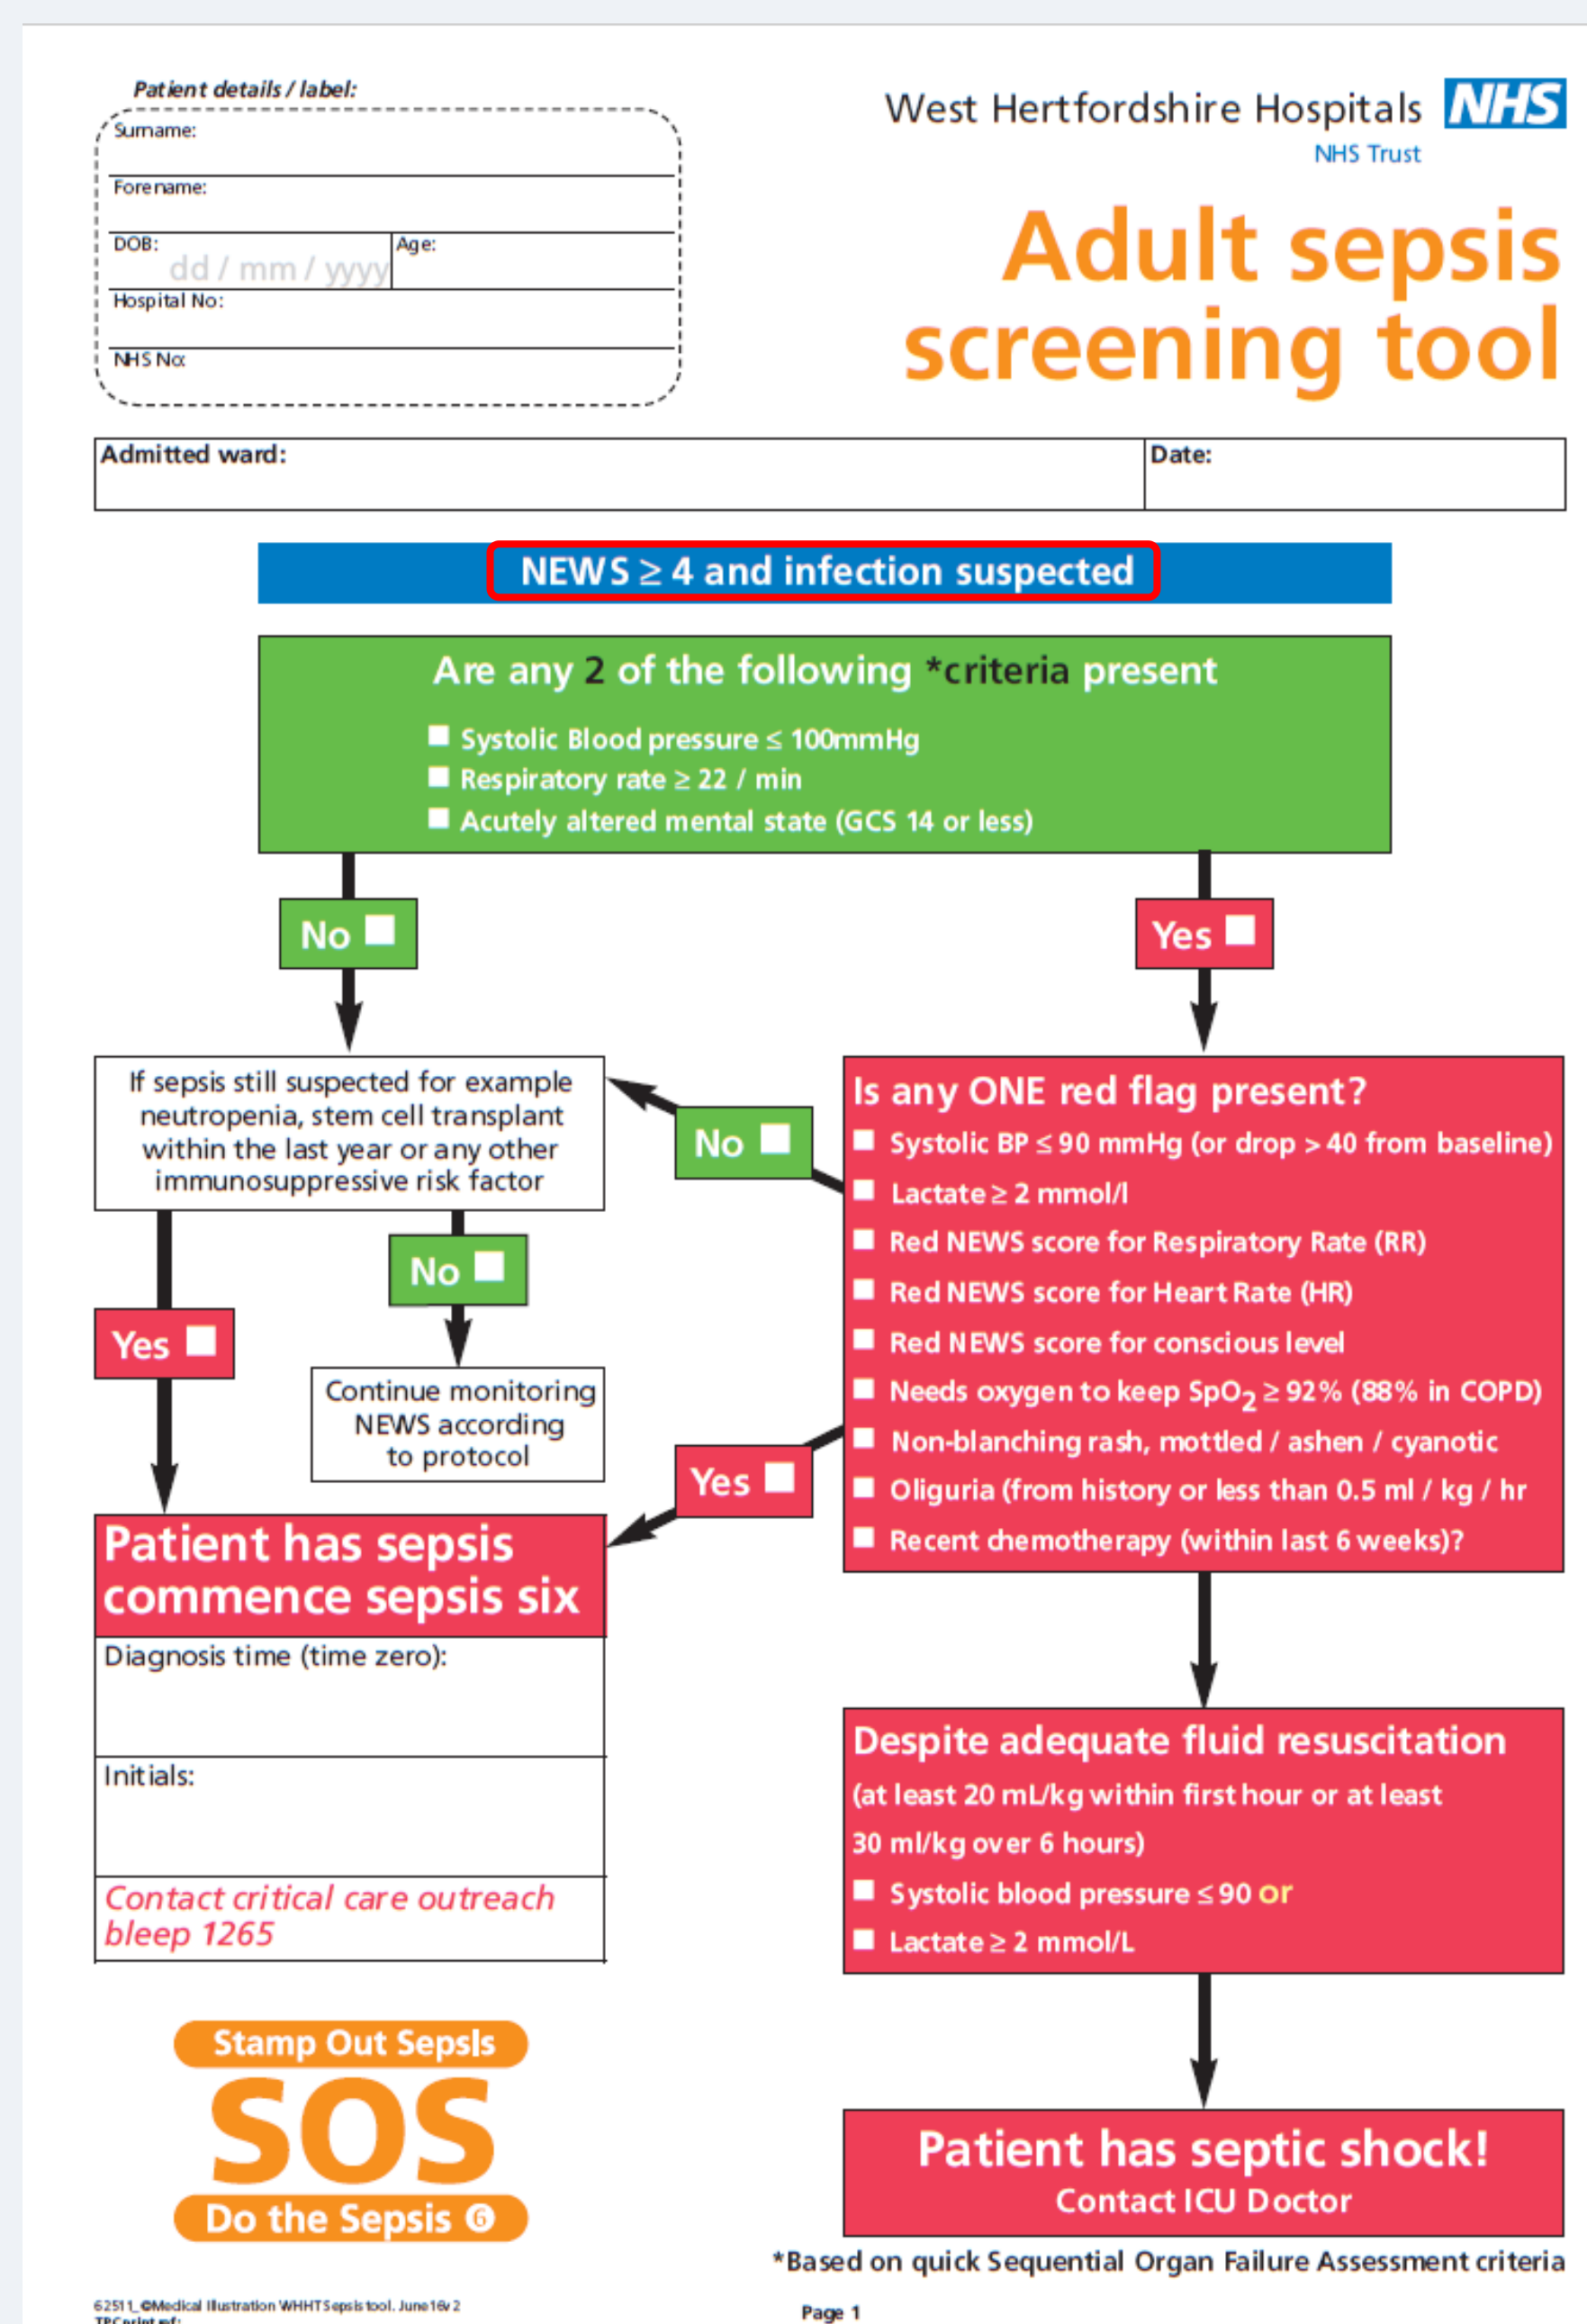 Patient details / label:
Surname:
Forename:
DOB:
dd / mm / yyyy
Age:
Hospital No:
NHS No:
West Hertfordshire Hospitals NHS
NHS Trust
Adult sepsis
screening tool
Admitted ward:
Date:
NEWS ≥ 4 and infection suspected
Are any 2 of the following *criteria present
Systolic Blood pressure ≤ 100mmHg
Respiratory rate ≥ 22 / min
Acutely altered mental state (GCS 14 or less)
No
Yes
If sepsis still suspected for example
neutropenia, stem cell transplant
within the last year or any other
immunosuppressive risk factor
No
Is any ONE red flag present?
Systolic BP ≤ 90 mmHg (or drop > 40 from baseline)
Lactate ≥ 2 mmol/l
Red NEWS score for Respiratory Rate (RR)
Red NEWS score for Heart Rate (HR)
Red NEWS score for conscious level
Needs oxygen to keep SpO2 ≥ 92% (88% in COPD)
Non-blanching rash, mottled / ashen / cyanotic
Oliguria (from history or less than 0.5 ml / kg / hr
Recent chemotherapy (within last 6 weeks)?
No
Yes
Continue monitoring
NEWS according
to protocol
Yes
Patient has sepsis
commence sepsis six
Diagnosis time (time zero):
Initials:
Contact critical care outreach
bleep 1265
Despite adequate fluid resuscitation
(at least 20 mL/kg within first hour or at least
30 ml/kg over 6 hours)
Systolic blood pressure ≤ 90 or
Lactate ≥ 2 mmol/L
Stamp Out Sepsis
SOS
Do the Sepsis 6
Patient has septic shock!
Contact ICU Doctor
*Based on quick Sequential Organ Failure Assessment criteria
62511_©Medical Illustration WHHT Sepsis tool. June16v2
TPC print ref:
Page 1